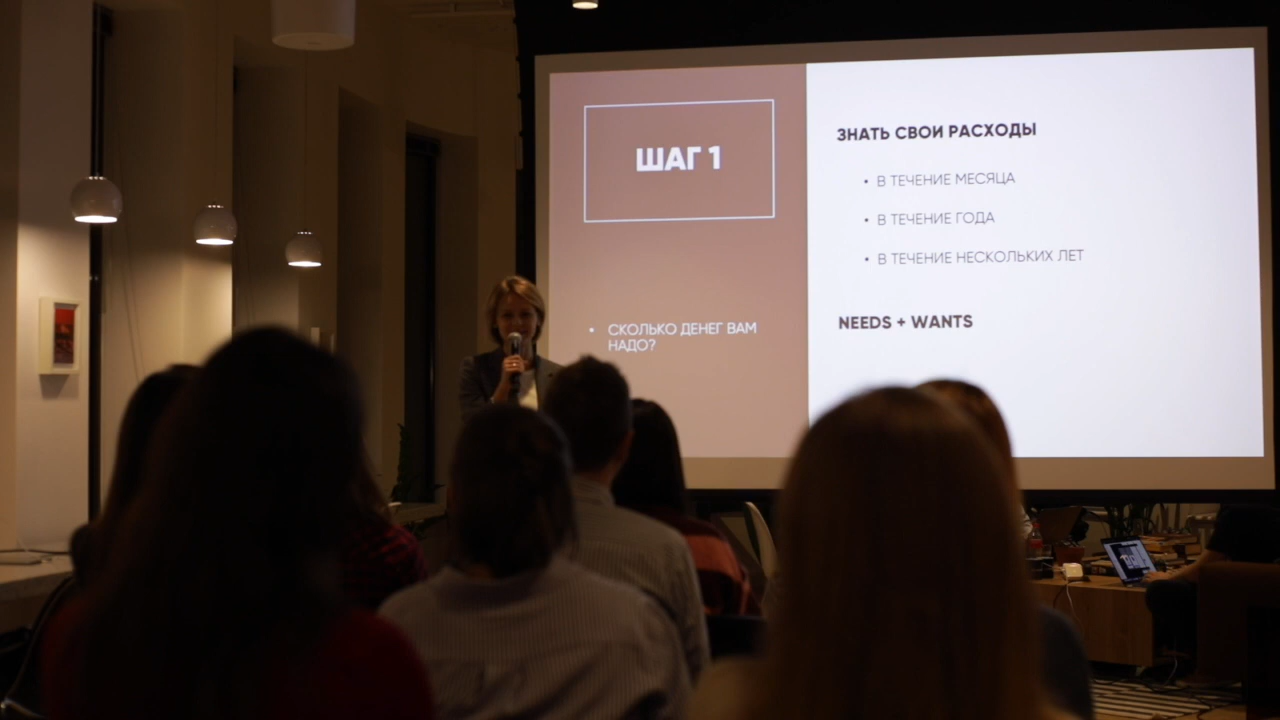 ШАГ 1
• СКОЛЬКО ДЕНЕГ ВАМ
НАДО?
ЗНАТЬ СВОИ РАСХОДЫ
• В ТЕЧЕНИЕ МЕСЯЦА
• В ТЕЧЕНИЕ ГОДА
• В ТЕЧЕНИЕ НЕСКОЛЬКИХ ЛЕТ
NEEDS + WANTS